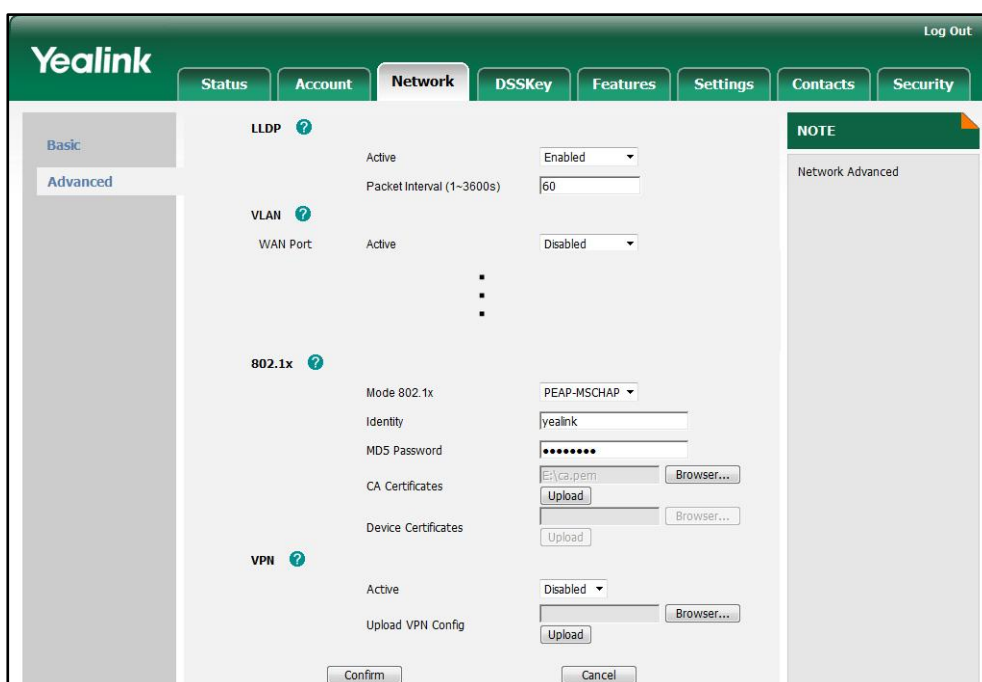 Log Out
Yealink
Status Account Network DSSKey Features Settings Contacts Security
Basic
Advanced
LLDP ?
Active Enabled
Packet Interval (1~3600s) 60
VLAN ?
WAN Port Active Disabled
802.1x ?
Mode 802.1x PEAP-MSCHAP
Identity yealink
MD5 Password ••••••••
CA Certificates E:\ca.pem Browser...
Upload
Device Certificates Browser...
Upload
VPN ?
Active Disabled
Upload VPN Config Browser...
Upload
Confirm Cancel
NOTE
Network Advanced